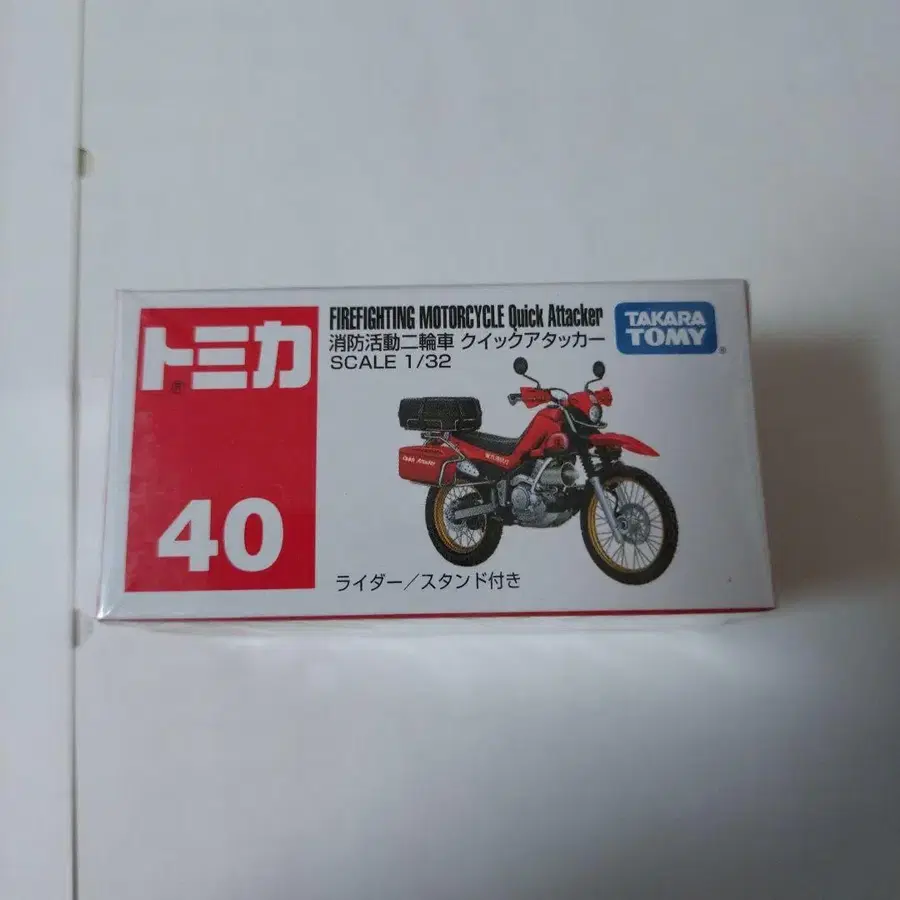 トミカ
®
40
FIREFIGHTING MOTORCYCLE Quick Attacker
消防活動二輪車 クイックアタッカー
SCALE 1/32
TAKARA
TOMY
®
Quick Attacker
ライダー/スタンド付き